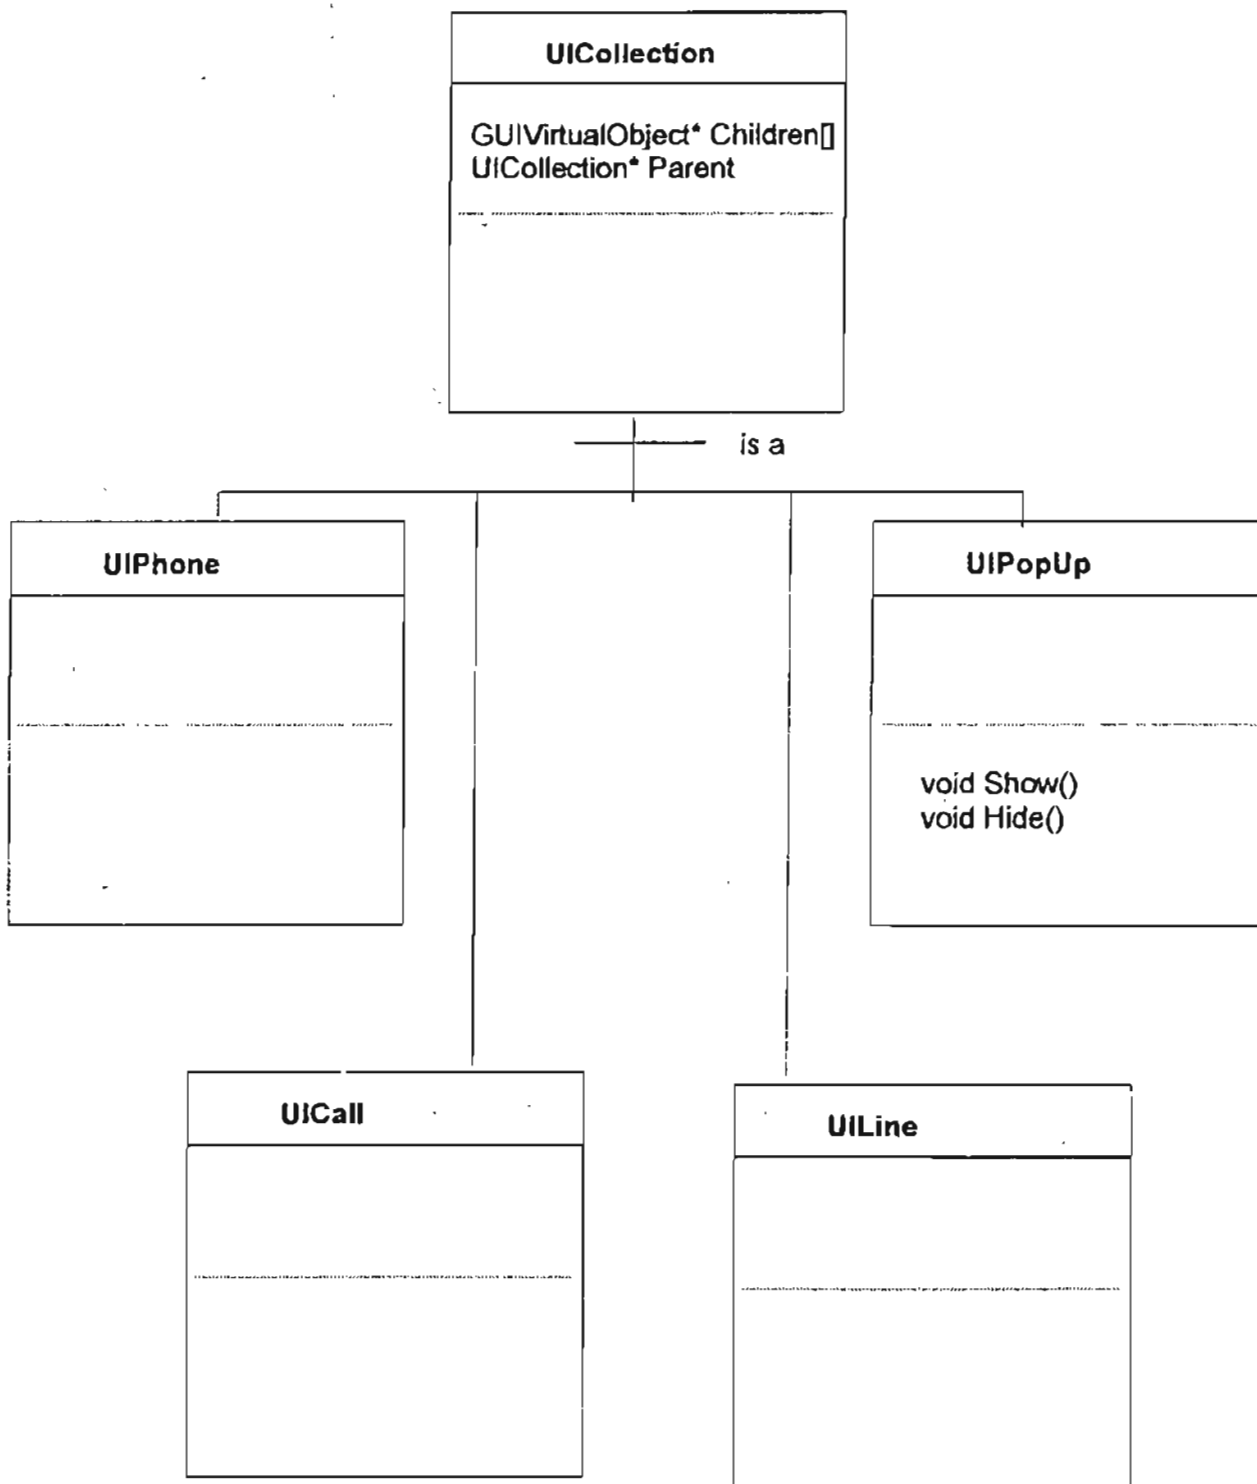 UICollection
GUIVirtualObject* Children[]
UICollection* Parent
is a
UIPhone
UIPopUp
void Show()
void Hide()
UICall
UILine